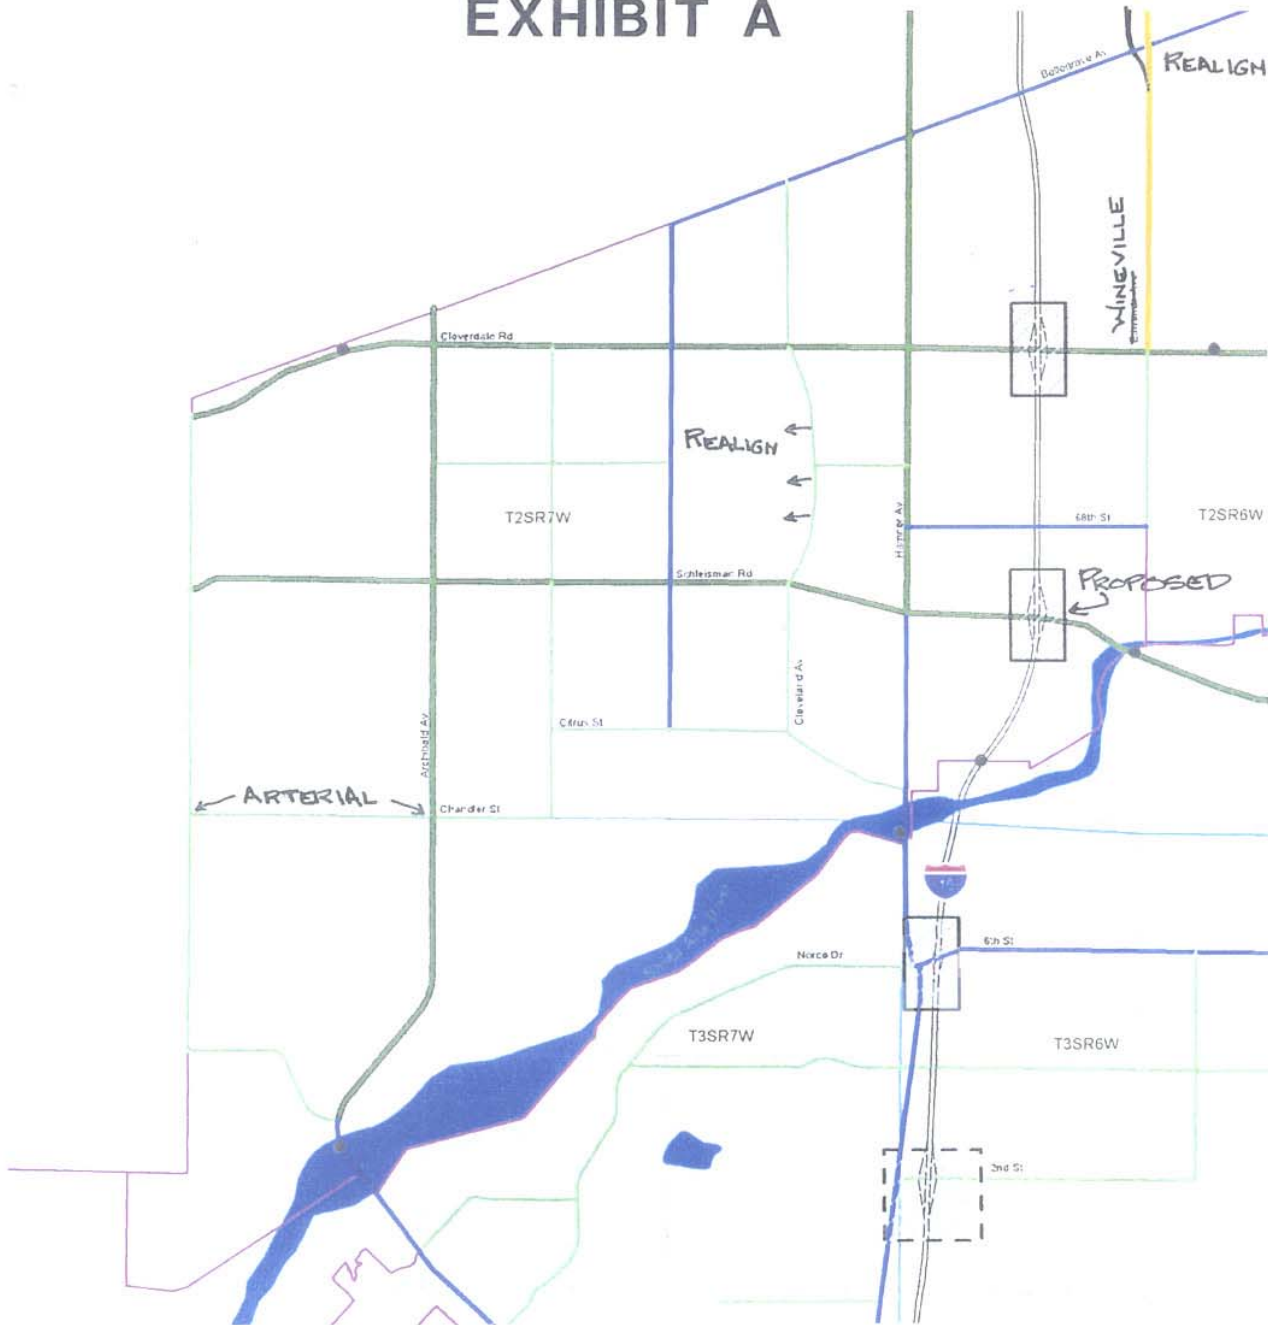 EXHIBIT A
Bellegrave Av
REALIGN
WINEVILLE
Cloverdale Rd
REALIGN
T2SR7W
Hamner Av
68th St
T2SR6W
Schleisman Rd
PROPOSED
Cleveland Av
Citrus St
Archibald Av
ARTERIAL
Chandler St
15
6th St
Norco Dr
T3SR7W
T3SR6W
2nd St